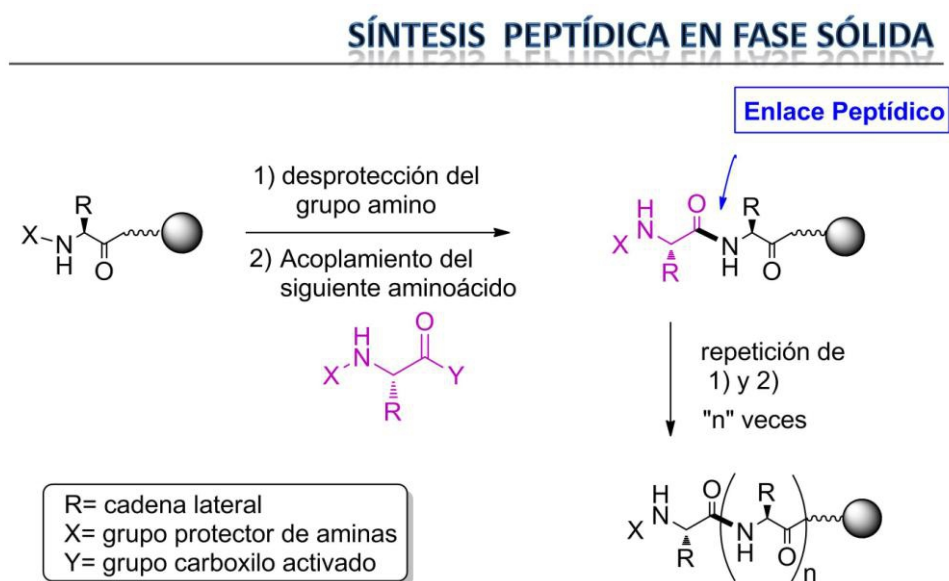 SÍNTESIS PEPTÍDICA EN FASE SÓLIDA
Enlace Peptídico
1) desprotección del
grupo amino
2) Acoplamiento del
siguiente aminoácido
X
N
H
R
O
H
N
X
R
O
Y
H
N
X
R
O
N
H
R
O
repetición de
1) y 2)
"n" veces
R= cadena lateral
X= grupo protector de aminas
Y= grupo carboxilo activado
H
N
X
R
O
N
H
R
O
n